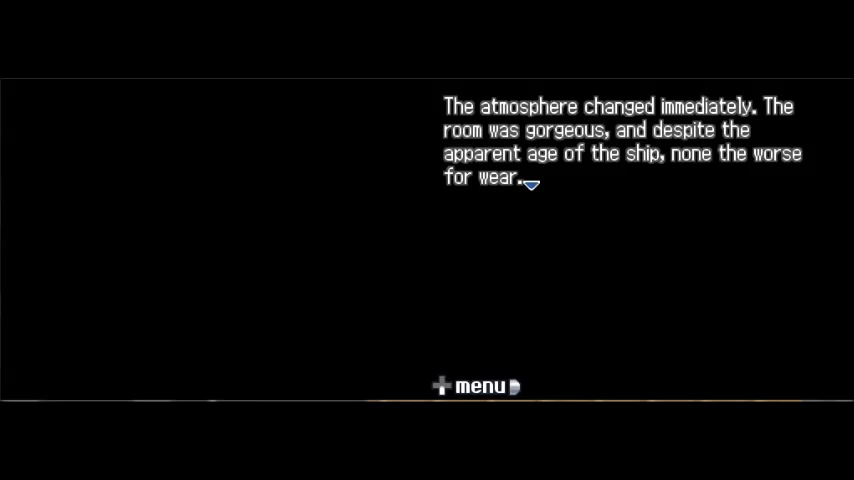 The atmosphere changed immediately. The
room was gorgeous, and despite the
apparent age of the ship, none the worse
for wear.
menu